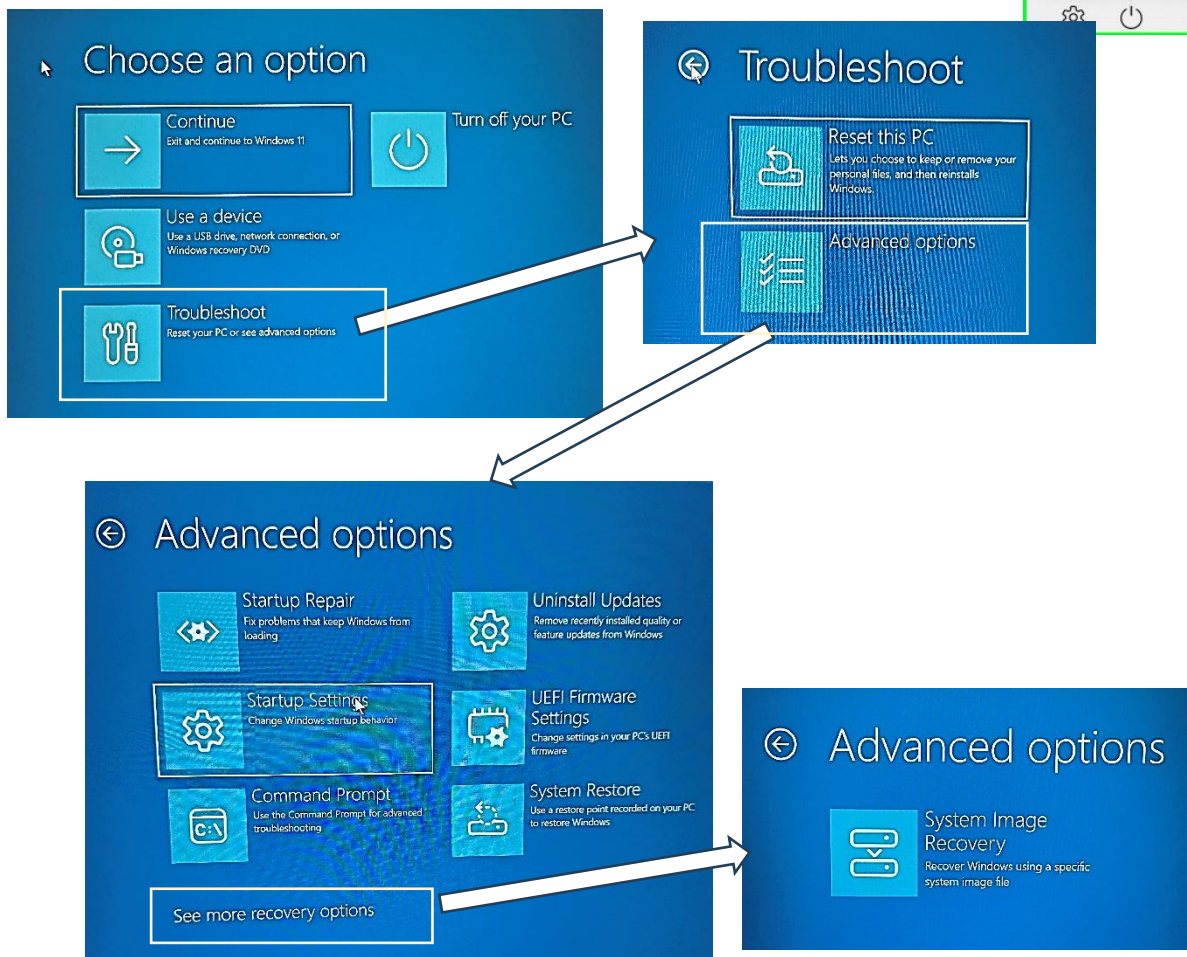 Choose an option
Continue
Exit and continue to Windows 11
Turn off your PC
Use a device
Use a USB drive, network connection, or
Windows recovery DVD
Troubleshoot
Reset your PC or see advanced options
Troubleshoot
Reset this PC
Lets you choose to keep or remove your
personal files, and then reinstalls
Windows.
Advanced options
Advanced options
Startup Repair
Fix problems that keep Windows from
loading
Uninstall Updates
Remove recently installed quality or
feature updates from Windows
Startup Settings
Change Windows startup behavior
UEFI Firmware
Settings
Change settings in your PC's UEFI
firmware
Command Prompt
Use the Command Prompt for advanced
troubleshooting
C:\
System Restore
Use a restore point recorded on your PC
to restore Windows
See more recovery options
Advanced options
System Image
Recovery
Recover Windows using a specific
system image file